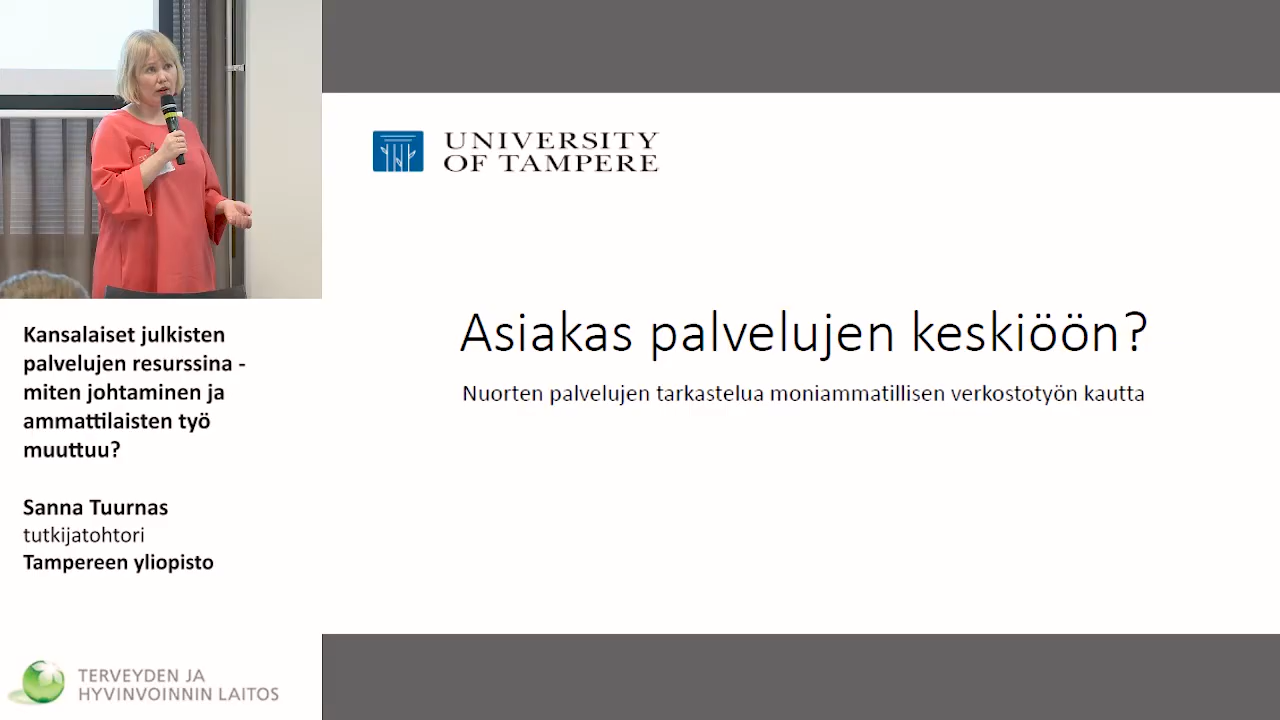 Kansalaiset julkisten
palvelujen resurssina -
miten johtaminen ja
ammattilaisten työ
muuttuu?
Sanna Tuurnas
tutkijatohtori
Tampereen yliopisto
TERVEYDEN JA
HYVINVOINNIN LAITOS
UNIVERSITY
OF TAMPERE
Asiakas palvelujen keskiöön?
Nuorten palvelujen tarkastelua moniammatillisen verkostotyön kautta